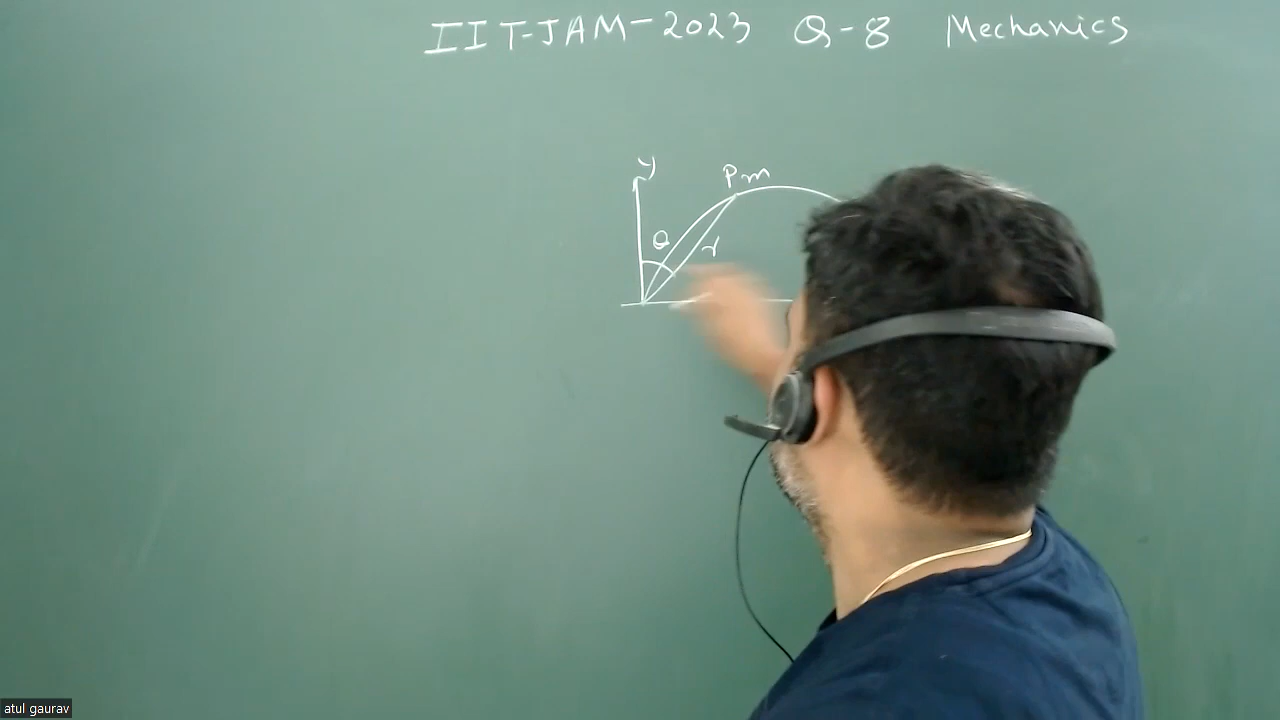 IIT-JAM-2023 Q-8 Mechanics
y
P m
θ
r
atul gaurav